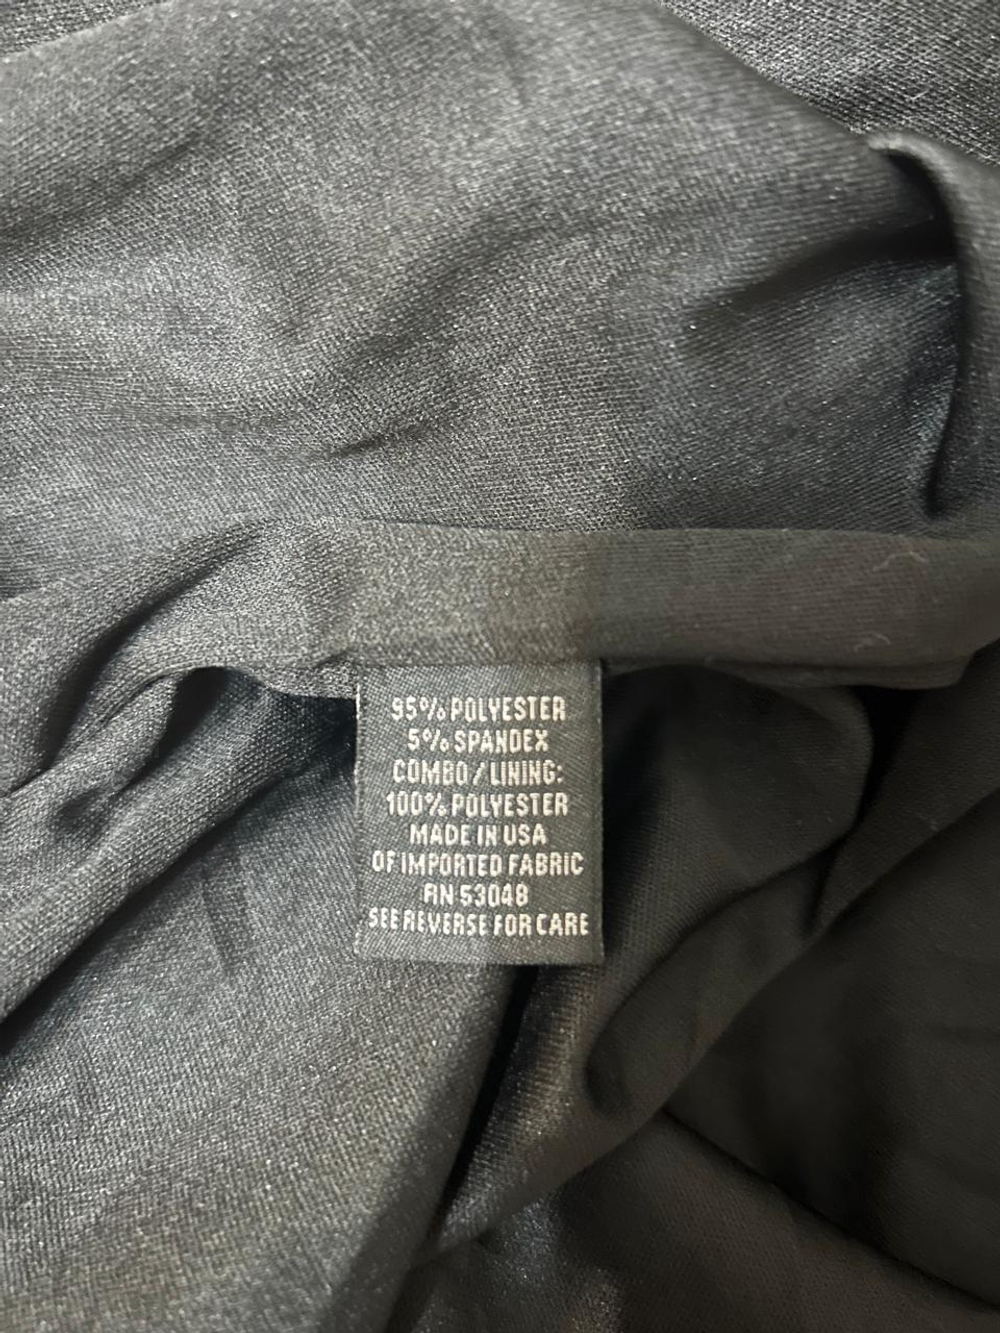 95% POLYESTER
5% SPANDEX
COMBO / LINING:
100% POLYESTER
MADE IN USA
OF IMPORTED FABRIC
RN 53048
SEE REVERSE FOR CARE